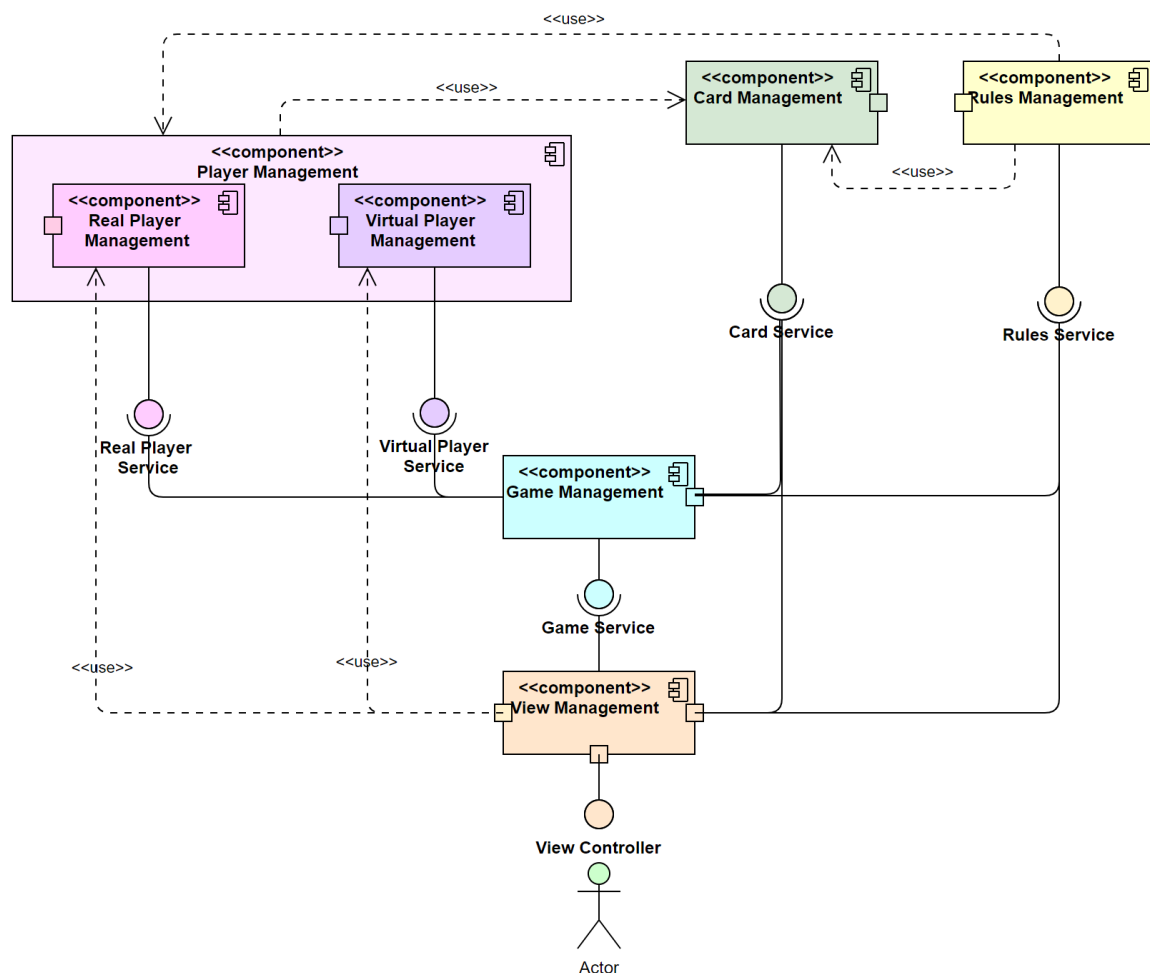 <<use>>
<<component>>
Card Management
<<component>>
Rules Management
<<use>>
<<component>>
Player Management
<<use>>
<<component>>
Real Player
Management
<<component>>
Virtual Player
Management
Card Service
Rules Service
Real Player
Service
Virtual Player
Service
<<component>>
Game Management
Game Service
<<use>>
<<use>>
<<component>>
View Management
View Controller
Actor